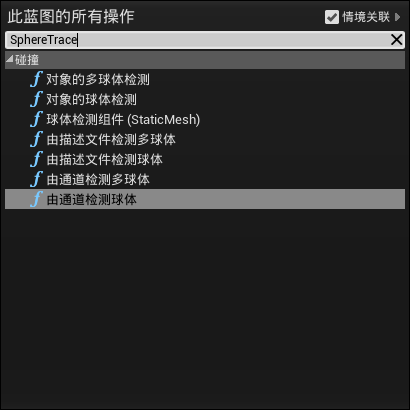 此蓝图的所有操作 情境关联
SphereTrace
碰撞
对象的多球体检测
对象的球体检测
球体检测组件 (StaticMesh)
由描述文件检测多球体
由描述文件检测球体
由通道检测多球体
由通道检测球体